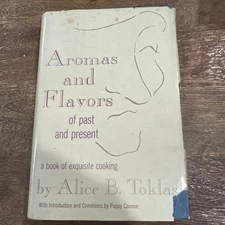 Aromas
and
Flavors
of past
and present
a book of exquisite cooking
by Alice B. Toklas
With Introduction and Comments by Poppy Cannon